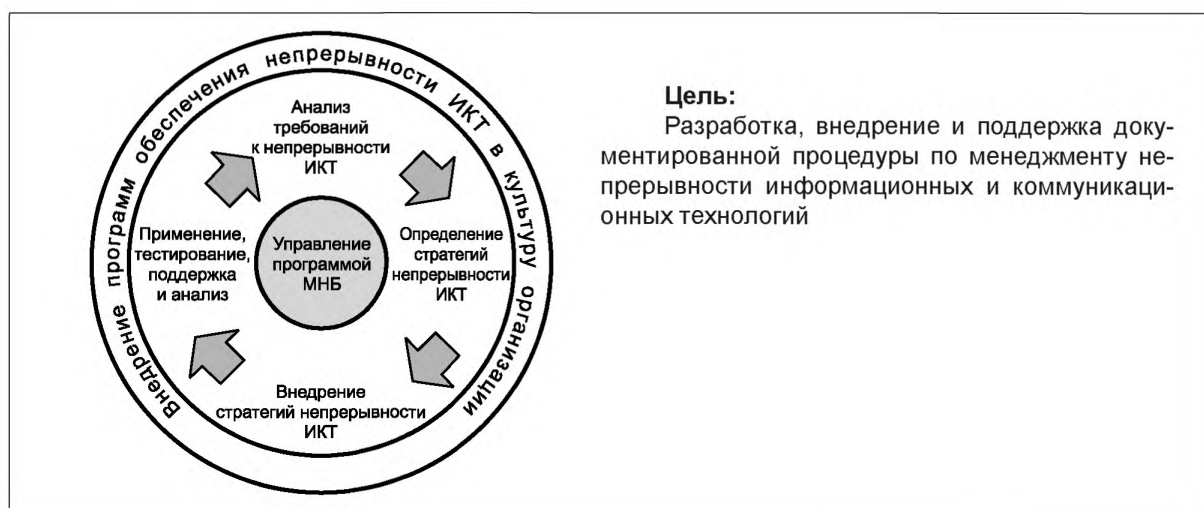 Внедрение программ обеспечения непрерывности ИКТ в культуру организации
Анализ
требований
к непрерывности
ИКТ
Определение
стратегий
непрерывности
ИКТ
Внедрение
стратегий непрерывности
ИКТ
Применение,
тестирование,
поддержка
и анализ
Управление
программой
МНБ
Цель:
Разработка, внедрение и поддержка доку-
ментированной процедуры по менеджменту не-
прерывности информационных и коммуникаци-
онных технологий